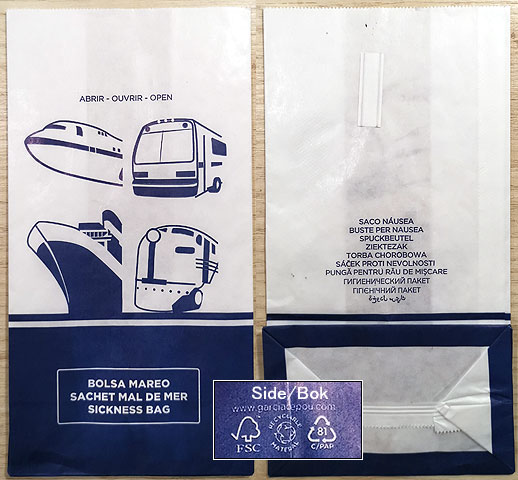 ABRIR - OUVRIR - OPEN
BOLSA MAREO
SACHET MAL DE MER
SICKNESS BAG
SACO NÁUSEA
BUSTE PER NAUSEA
SPUCKBEUTEL
ZIEKTEZAK
TORBA CHOROBOWA
SÁČEK PROTI NEVOLNOSTI
PUNGĂ PENTRU RĂU DE MIȘCARE
ГИГИЕНИЧЕСКИЙ ПАКЕТ
ГІГІЄНІЧНИЙ ПАКЕТ
Side/Bok
www.garciadepou.com
FSC
RECYCLABLE
MATERIAL
81
C/PAP